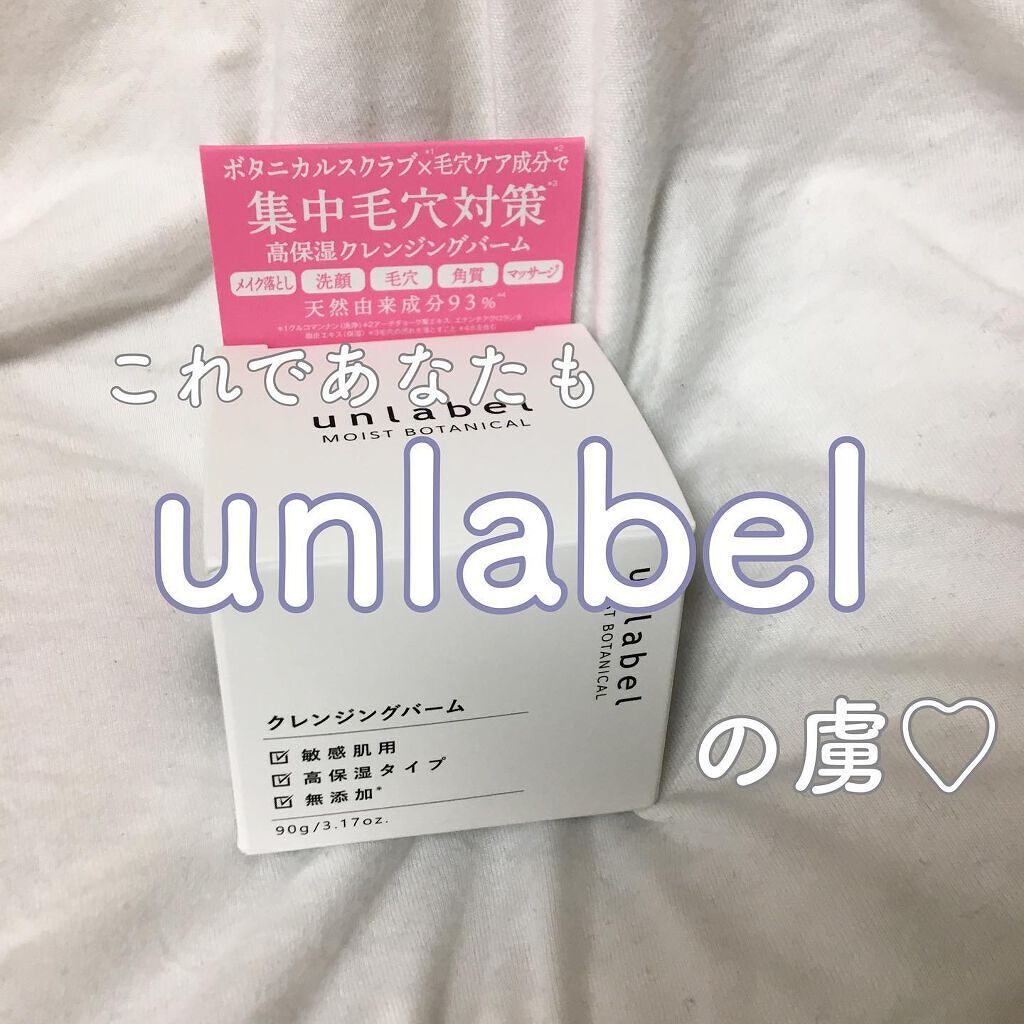 ボタニカルスクラブ*1×毛穴ケア成分*2で
集中毛穴対策*3
高保湿クレンジングバーム
メイク落とし 洗顔 毛穴 角質 マッサージ
天然由来成分93%*4
これであなたも
unlabel
MOIST BOTANICAL
unlabel
unlabel
MOIST BOTANICAL
の虜♡
クレンジングバーム
☑ 敏感肌用
☑ 高保湿タイプ
☑ 無添加*
90g/3.17oz.